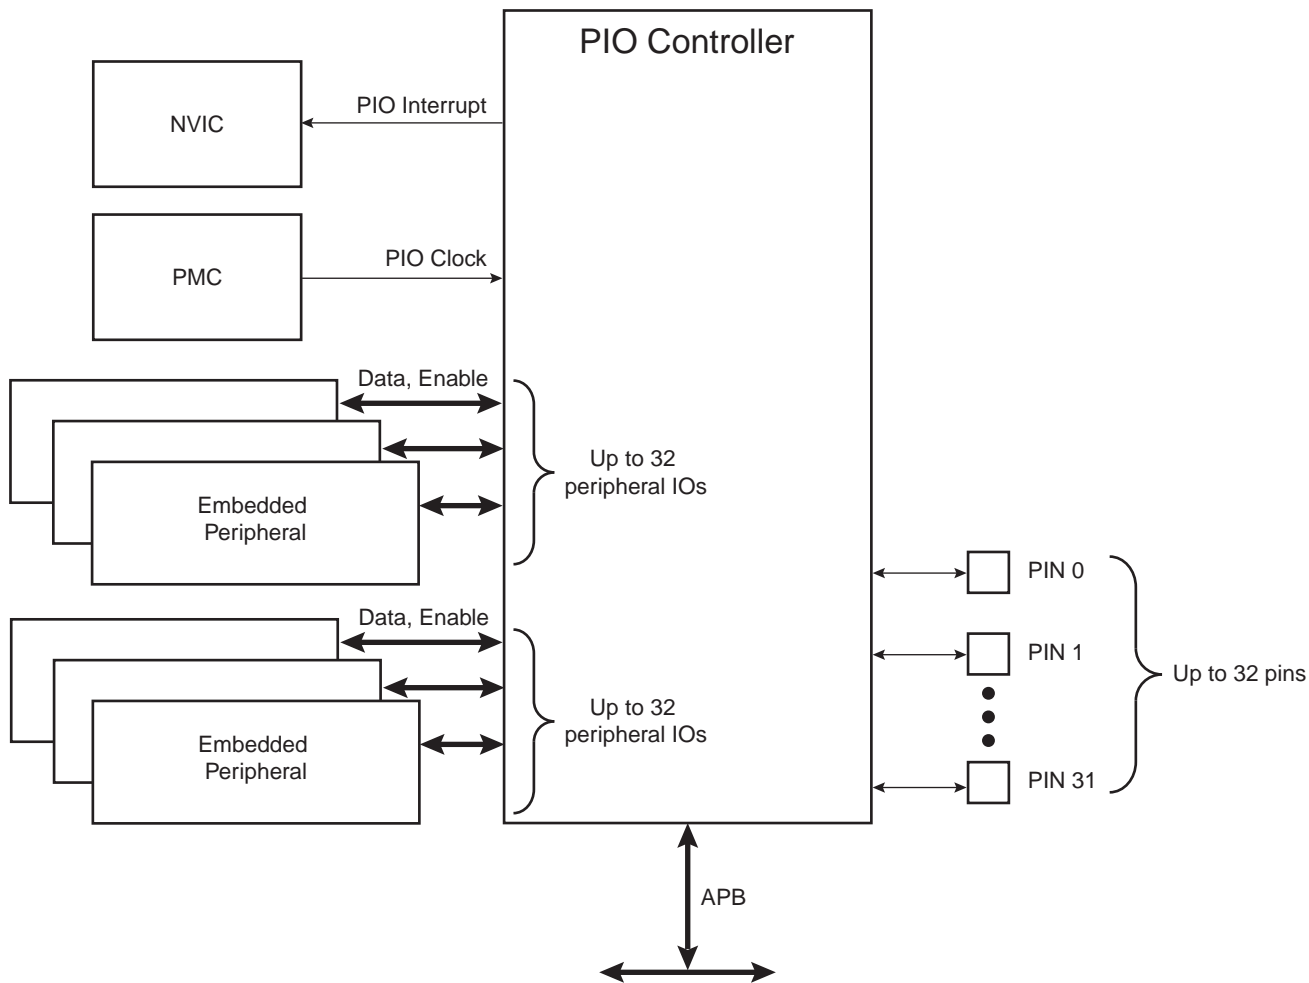 PIO Controller
PIO Interrupt
NVIC
PIO Clock
PMC
Data, Enable
Up to 32
peripheral IOs
Embedded
Peripheral
PIN 0
Data, Enable
PIN 1
Up to 32 pins
Up to 32
peripheral IOs
Embedded
Peripheral
PIN 31
APB